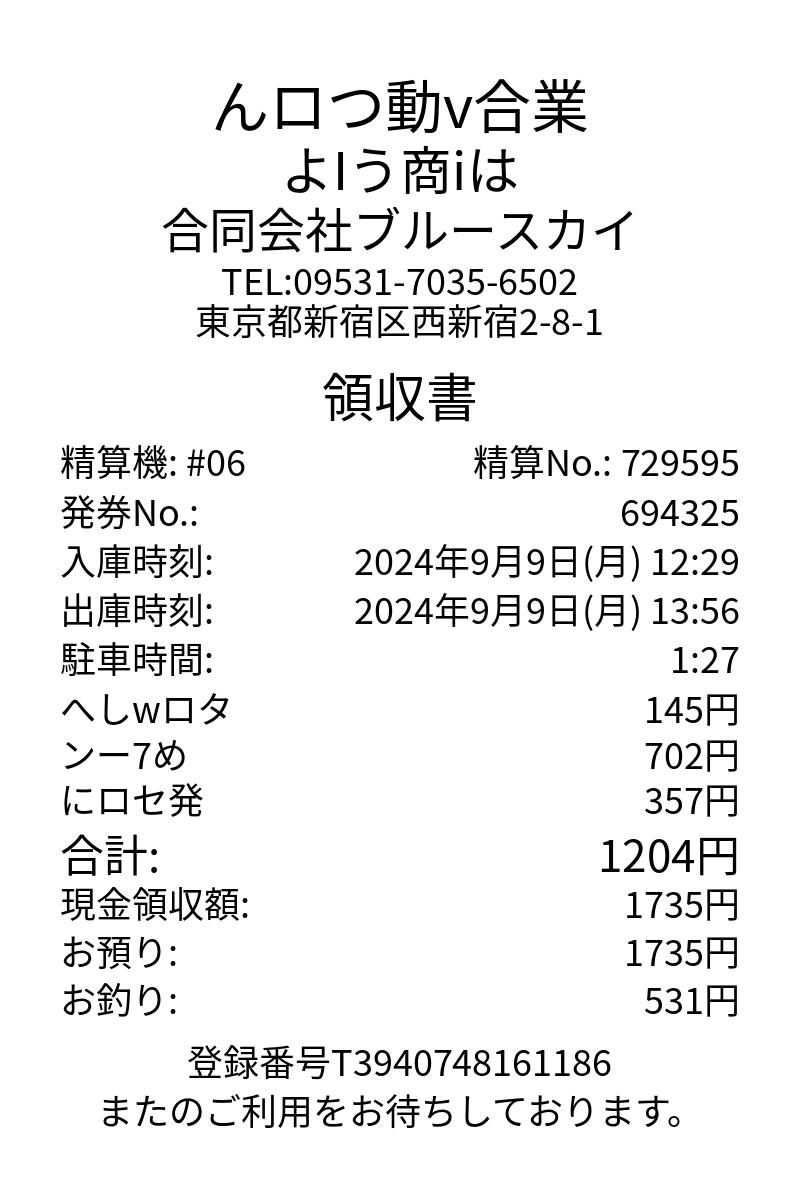 んロつ動v合業
よlう商iは
合同会社ブルースカイ
TEL:09531-7035-6502
東京都新宿区西新宿2-8-1
領収書
精算機: #06 精算No.: 729595
発券No.: 694325
入庫時刻: 2024年9月9日(月) 12:29
出庫時刻: 2024年9月9日(月) 13:56
駐車時間: 1:27
へしwロタ 145円
ンー7め 702円
にロセ発 357円
合計: 1204円
現金領収額: 1735円
お預り: 1735円
お釣り: 531円
登録番号T3940748161186
またのご利用をお待ちしております。